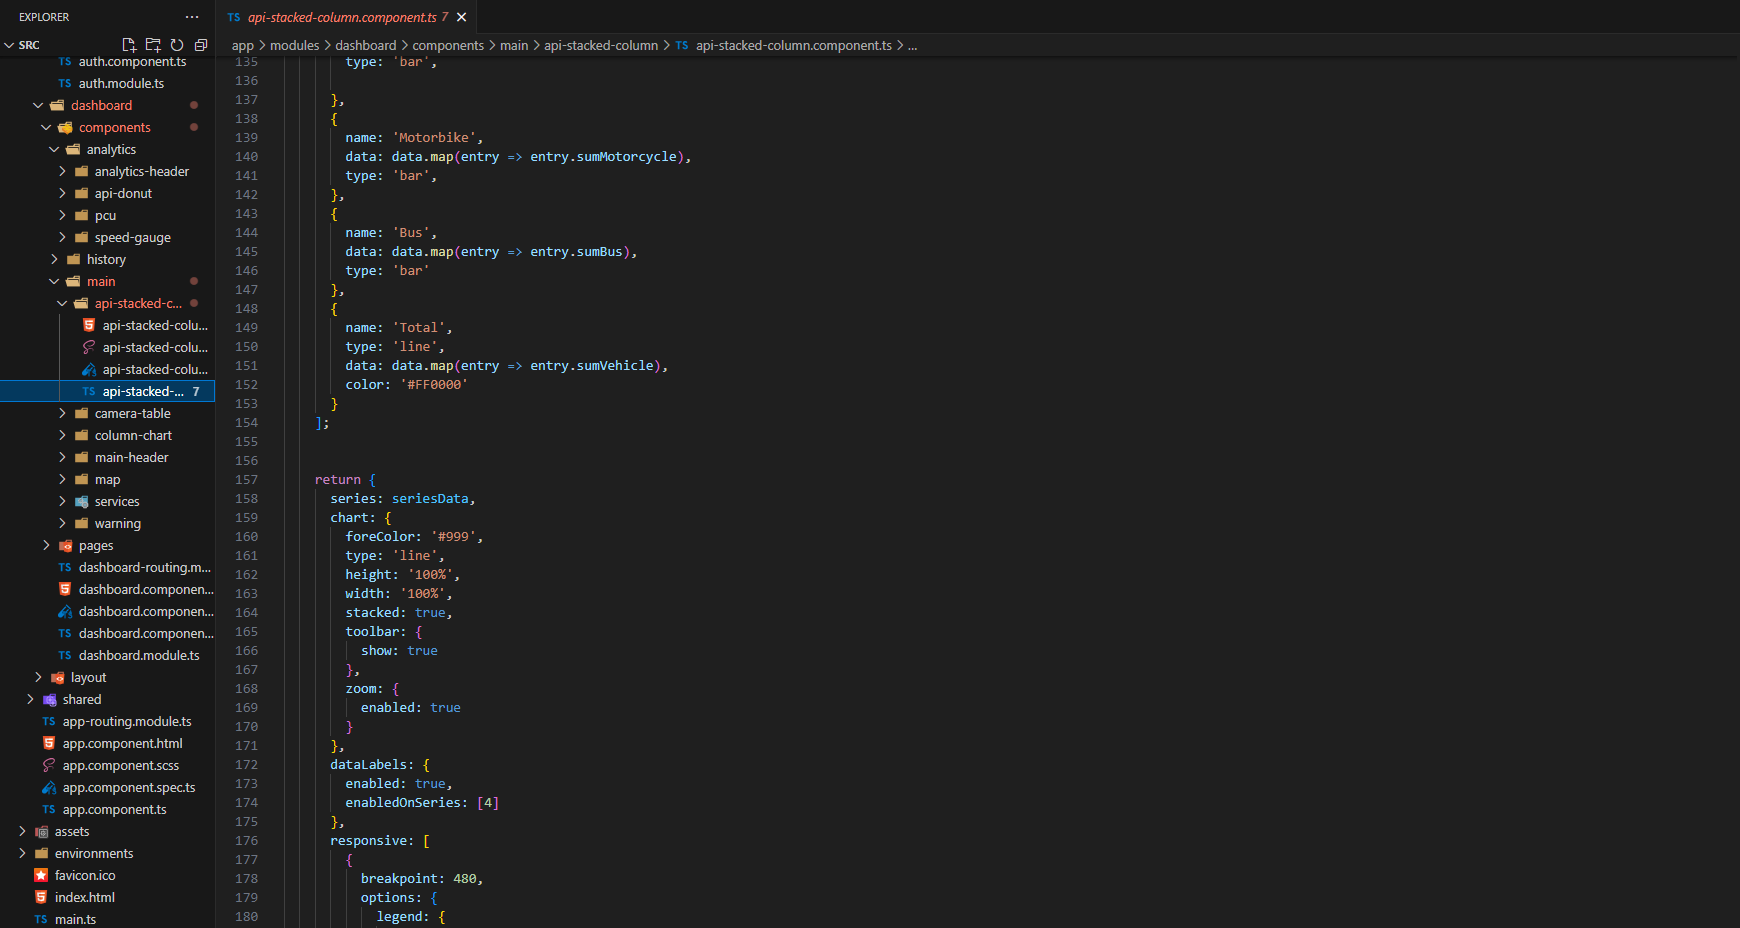 EXPLORER ...
SRC
auth.component.ts
TS auth.module.ts
dashboard
components
analytics
analytics-header
api-donut
pcu
speed-gauge
history
main
api-stacked-c...
api-stacked-colu...
api-stacked-colu...
api-stacked-colu...
TS api-stacked-... 7
camera-table
column-chart
main-header
map
services
warning
pages
TS dashboard-routing.m...
dashboard.componen...
dashboard.componen...
TS dashboard.componen...
TS dashboard.module.ts
layout
shared
TS app-routing.module.ts
app.component.html
app.component.scss
app.component.spec.ts
TS app.component.ts
assets
environments
favicon.ico
index.html
TS main.ts
TS api-stacked-column.component.ts 7
app > modules > dashboard > components > main > api-stacked-column > TS api-stacked-column.component.ts > ...
135 type: 'bar',
136
137 },
138 {
139 name: 'Motorbike',
140 data: data.map(entry => entry.sumMotorcycle),
141 type: 'bar',
142 },
143 {
144 name: 'Bus',
145 data: data.map(entry => entry.sumBus),
146 type: 'bar'
147 },
148 {
149 name: 'Total',
150 type: 'line',
151 data: data.map(entry => entry.sumVehicle),
152 color: '#FF0000'
153 }
154 ];
155
156
157 return {
158 series: seriesData,
159 chart: {
160 foreColor: '#999',
161 type: 'line',
162 height: '100%',
163 width: '100%',
164 stacked: true,
165 toolbar: {
166 show: true
167 },
168 zoom: {
169 enabled: true
170 }
171 },
172 dataLabels: {
173 enabled: true,
174 enabledOnSeries: [4]
175 },
176 responsive: [
177 {
178 breakpoint: 480,
179 options: {
180 legend: {